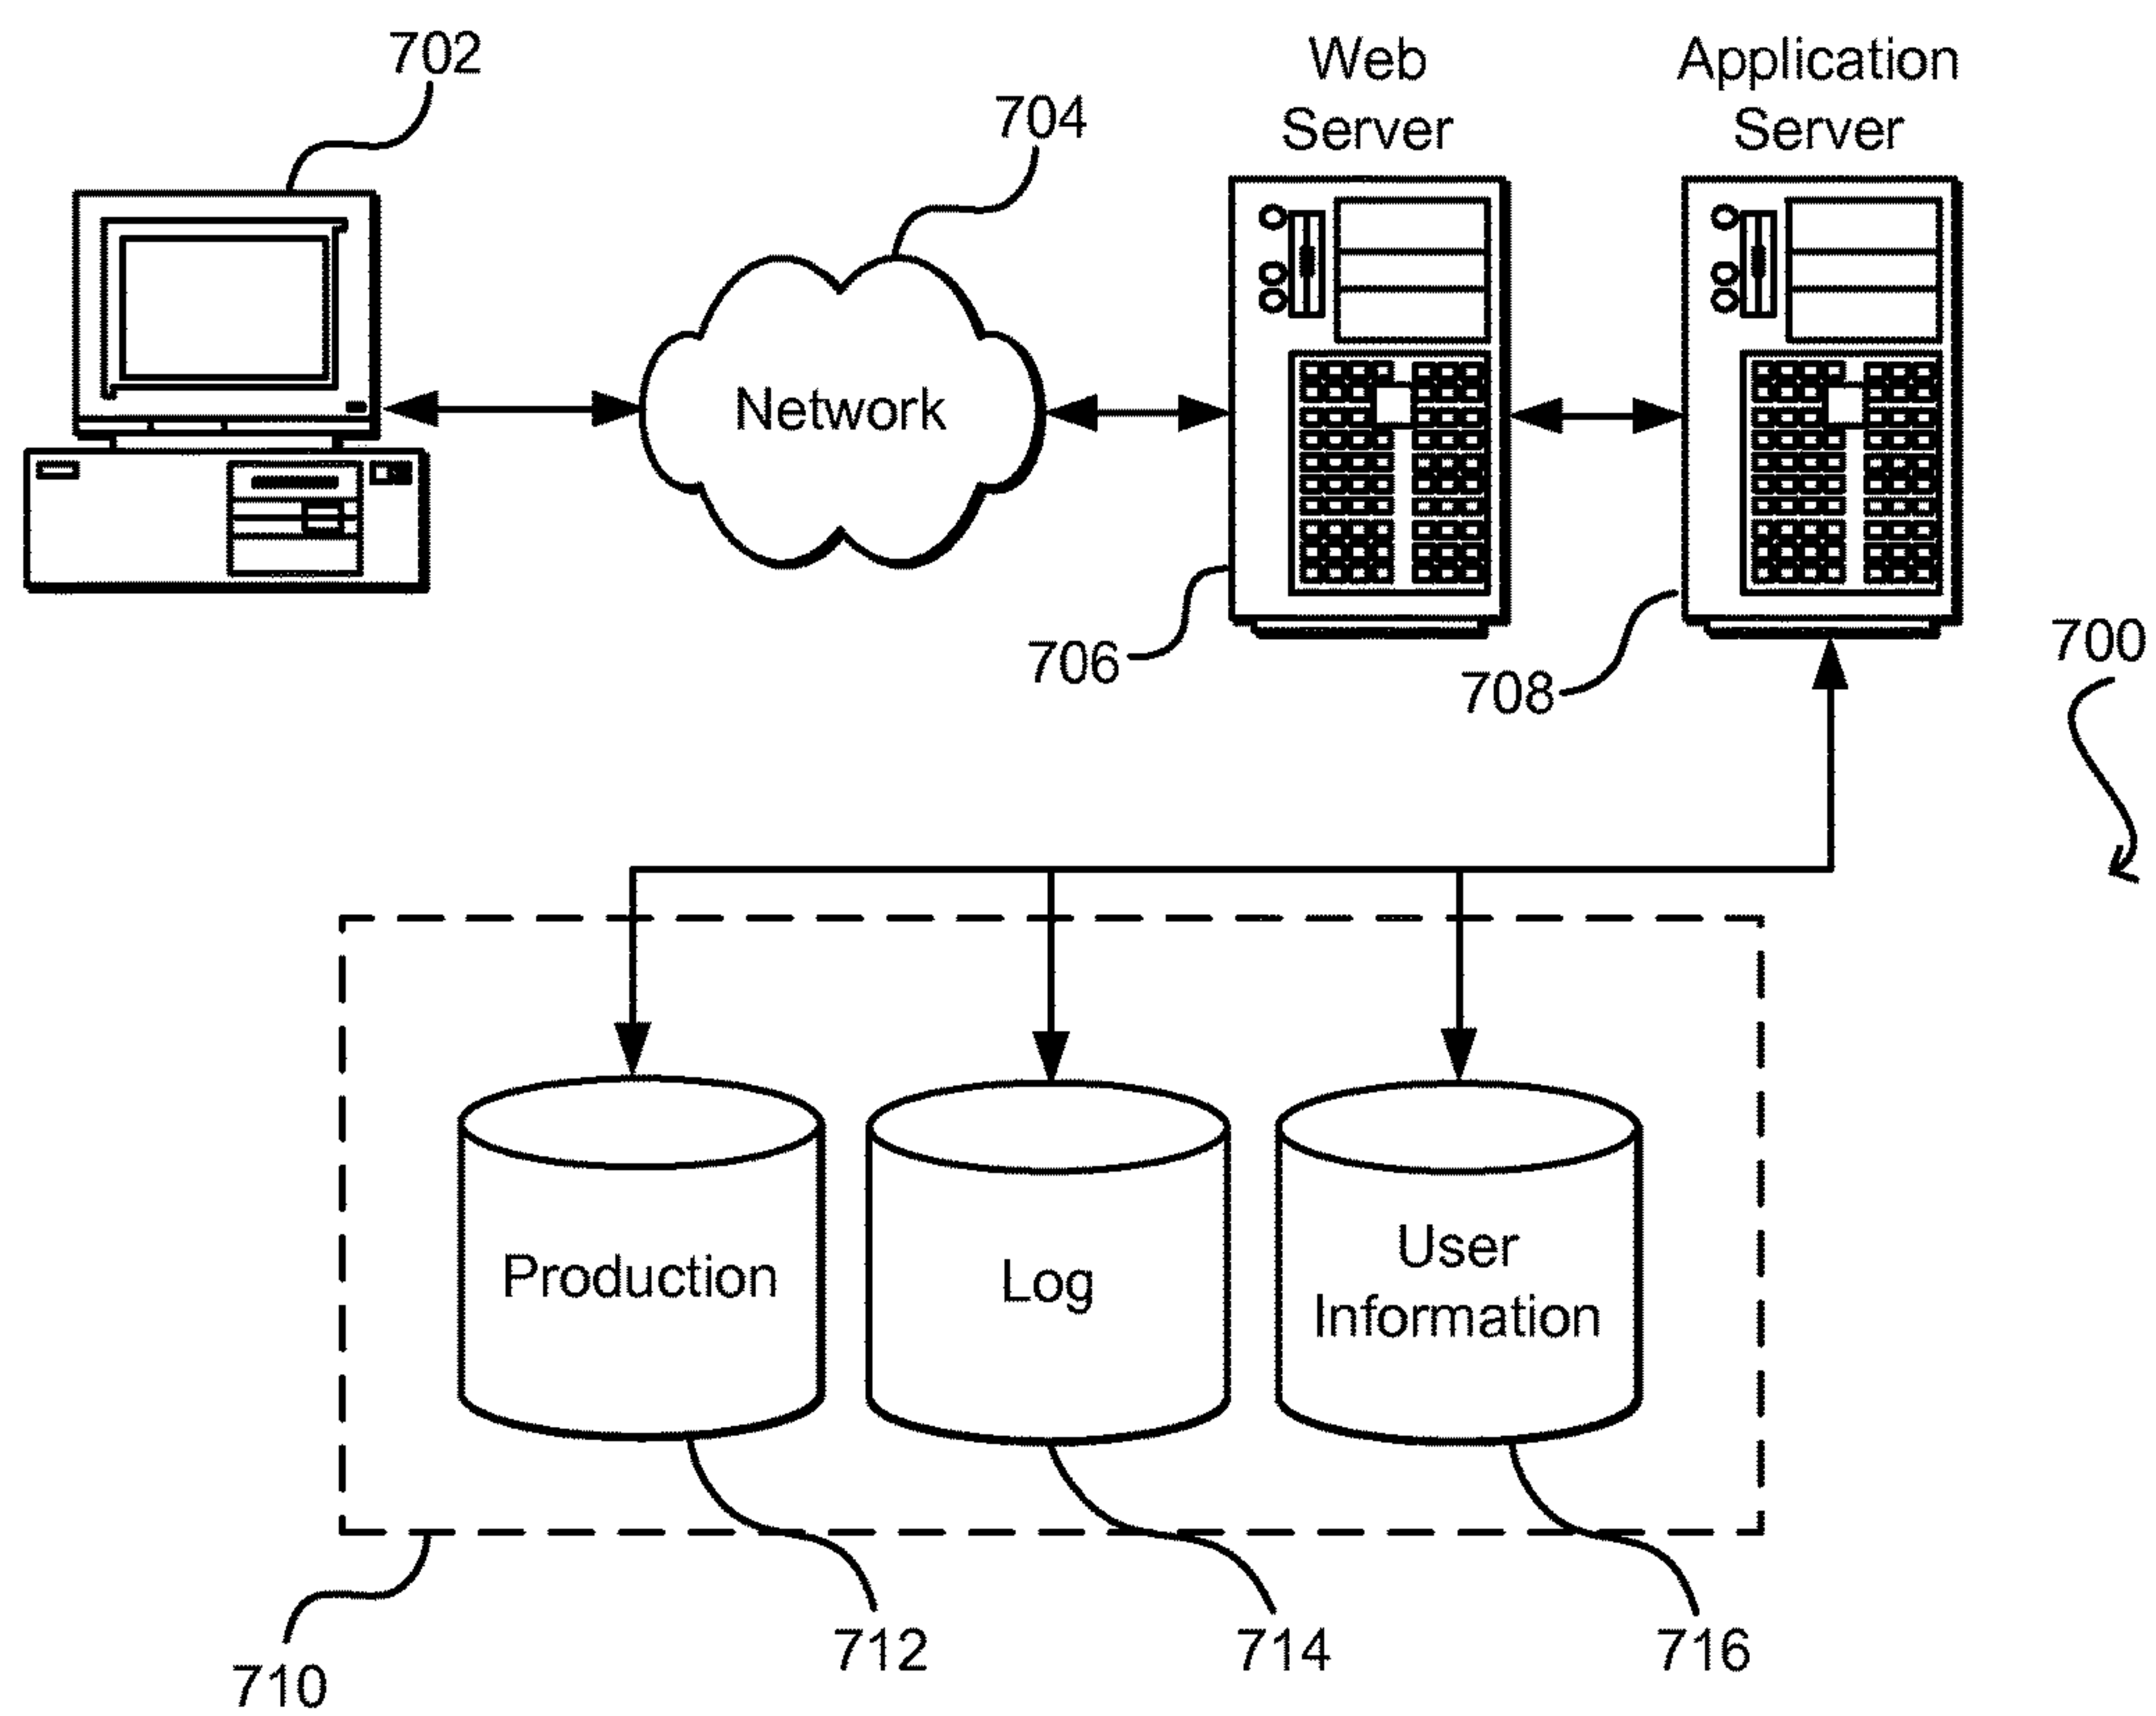 702
704
Web
Server
Application
Server
Network
706
708
700
Production
Log
User
Information
710
712
714
716